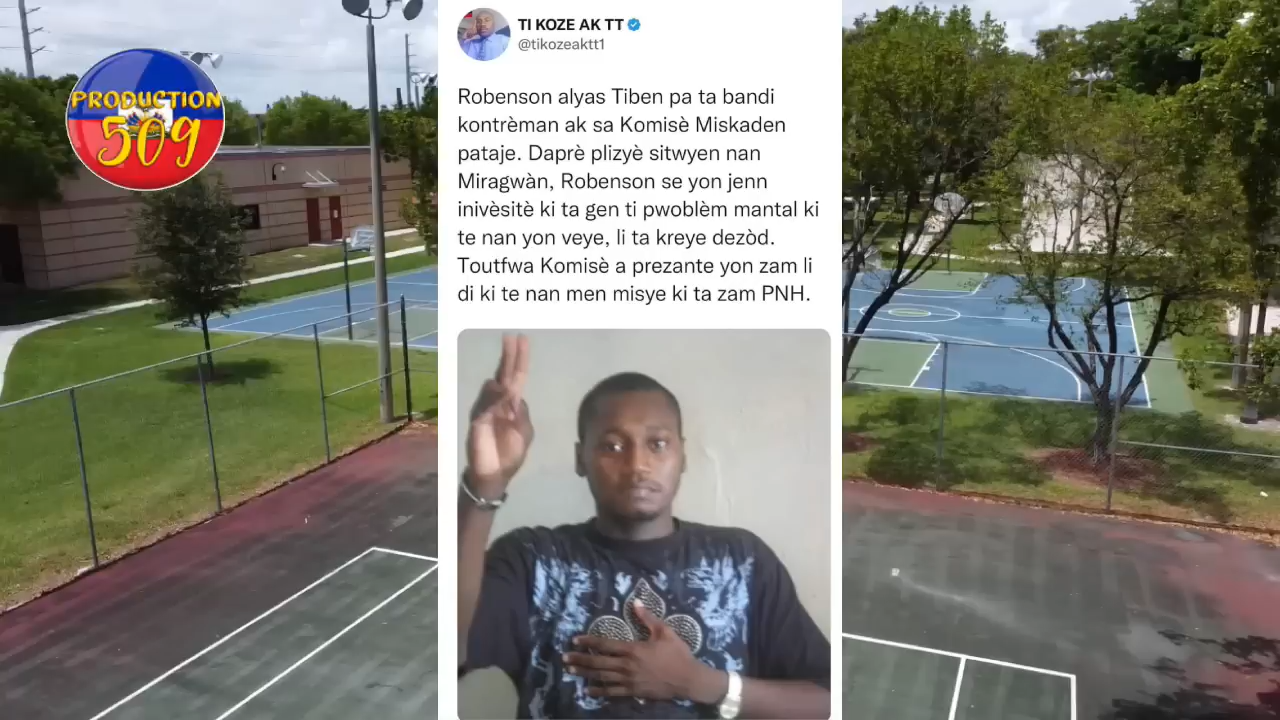 PRODUCTION
509
TI KOZE AK TT
@tikozeaktt1
Robenson alyas Tiben pa ta bandi
kontrèman ak sa Komisè Miskaden
pataje. Daprè plizyè sitwyen nan
Miragwàn, Robenson se yon jenn
inivèsitè ki ta gen ti pwoblèm mantal ki
te nan yon veye, li ta kreye dezòd.
Toutfwa Komisè a prezante yon zam li
di ki te nan men misye ki ta zam PNH.